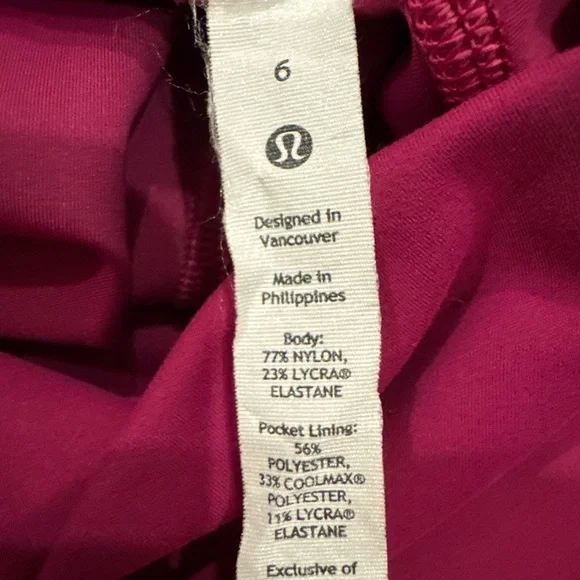 6
Designed in
Vancouver
Made in
Philippines
Body:
77% NYLON,
23% LYCRA®
ELASTANE
Pocket Lining:
56%
POLYESTER,
33% COOLMAX®
POLYESTER,
11% LYCRA®
ELASTANE
Exclusive of